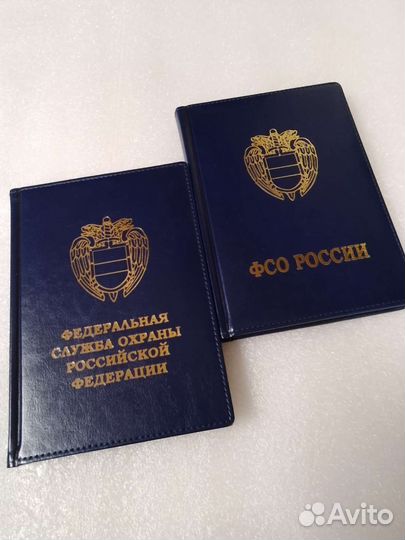 ФЕДЕРАЛЬНАЯ
СЛУЖБА ОХРАНЫ
РОССИЙСКОЙ
ФЕДЕРАЦИИ
ФСО РОССИИ
Avito